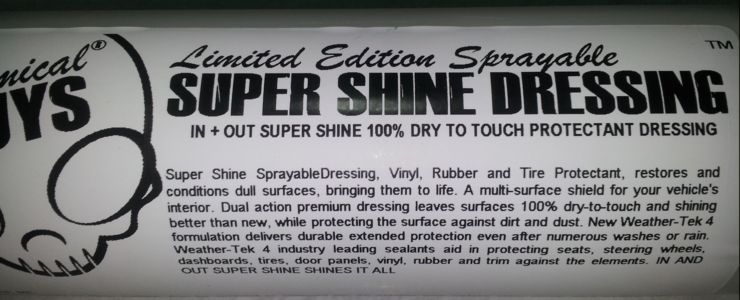 Limited Edition Sprayable
TM
mical®
UYS
SUPER SHINE DRESSING
IN + OUT SUPER SHINE 100% DRY TO TOUCH PROTECTANT DRESSING
Super Shine SprayableDressing, Vinyl, Rubber and Tire Protectant, restores and
conditions dull surfaces, bringing them to life. A multi-surface shield for your vehicle's
interior. Dual action premium dressing leaves surfaces 100% dry-to-touch and shining
better than new, while protecting the surface against dirt and dust. New Weather-Tek 4
formulation delivers durable extended protection even after numerous washes or rain.
Weather-Tek 4 industry leading sealants aid in protecting seats, steering wheels,
dashboards, tires, door panels, vinyl, rubber and trim against the elements. IN AND
OUT SUPER SHINE SHINES IT ALL